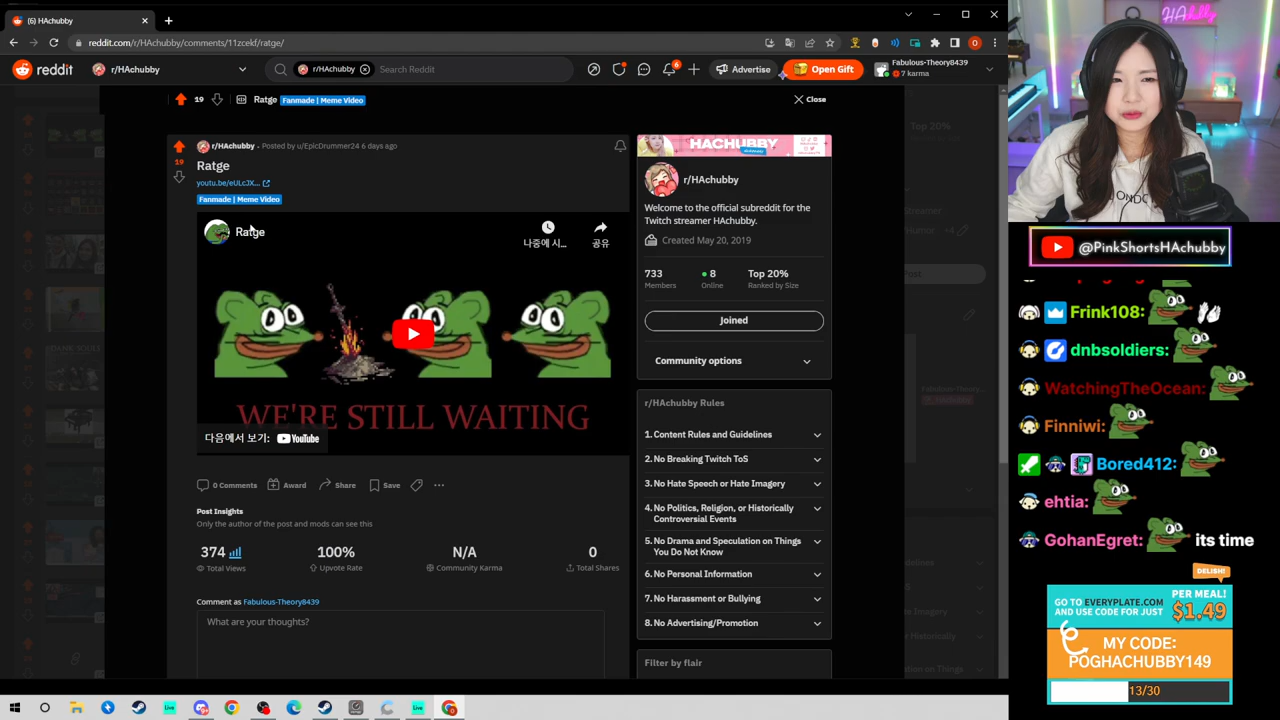 (6) HAchubby
reddit.com/r/HAchubby/comments/11zcekf/ratge/
reddit
r/HAchubby
r/HAchubby
Search Reddit
6
Advertise
Open Gift
Fabulous-Theory8439
7 karma
19
Ratge
Fanmade | Meme Video
Close
r/HAchubby • Posted by u/EpicDrummer24 6 days ago
19
Ratge
youtu.be/eULcJX...
Fanmade | Meme Video
Ratge
나중에 시...
공유
WE'RE STILL WAITING
다음에서 보기: YouTube
0 Comments
Award
Share
Save
Post Insights
Only the author of the post and mods can see this
374
Total Views
100%
Upvote Rate
N/A
Community Karma
0
Total Shares
Comment as Fabulous-Theory8439
What are your thoughts?
HACHUBBY
r/HAchubby
Welcome to the official subreddit for the
Twitch streamer HAchubby.
Created May 20, 2019
733
Members
8
Online
Top 20%
Ranked by Size
Joined
Community options
r/HAchubby Rules
1. Content Rules and Guidelines
2. No Breaking Twitch ToS
3. No Hate Speech or Hate Imagery
4. No Politics, Religion, or Historically
Controversial Events
5. No Drama and Speculation on Things
You Do Not Know
6. No Personal Information
7. No Harassment or Bullying
8. No Advertising/Promotion
Filter by flair
Top 20%
@PinkShortsHAchubby
Frink108:
dnbsoldiers:
WatchingTheOcean:
Finniwi:
Bored412:
ehtia:
GohanEgret: its time
DELISH!
GO TO EVERYPLATE.COM
AND USE CODE FOR JUST
PER MEAL!
$1.49
MY CODE:
POGHACHUBBY149
13/30